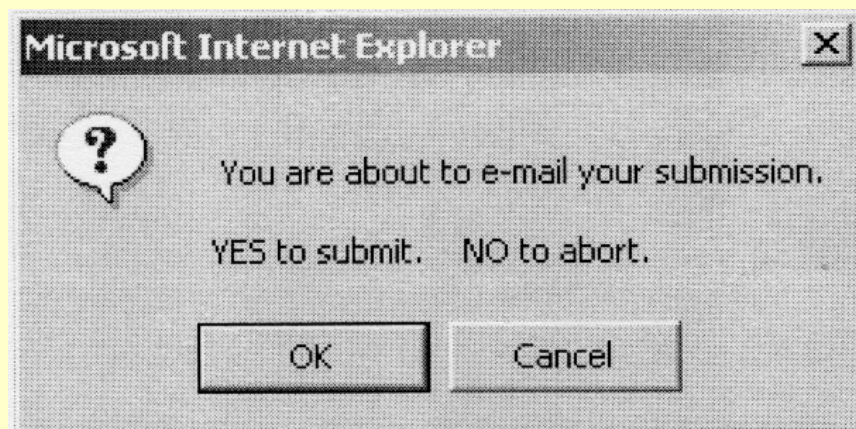 Microsoft Internet Explorer
?
You are about to e-mail your submission.
YES to submit. NO to abort.
OK Cancel